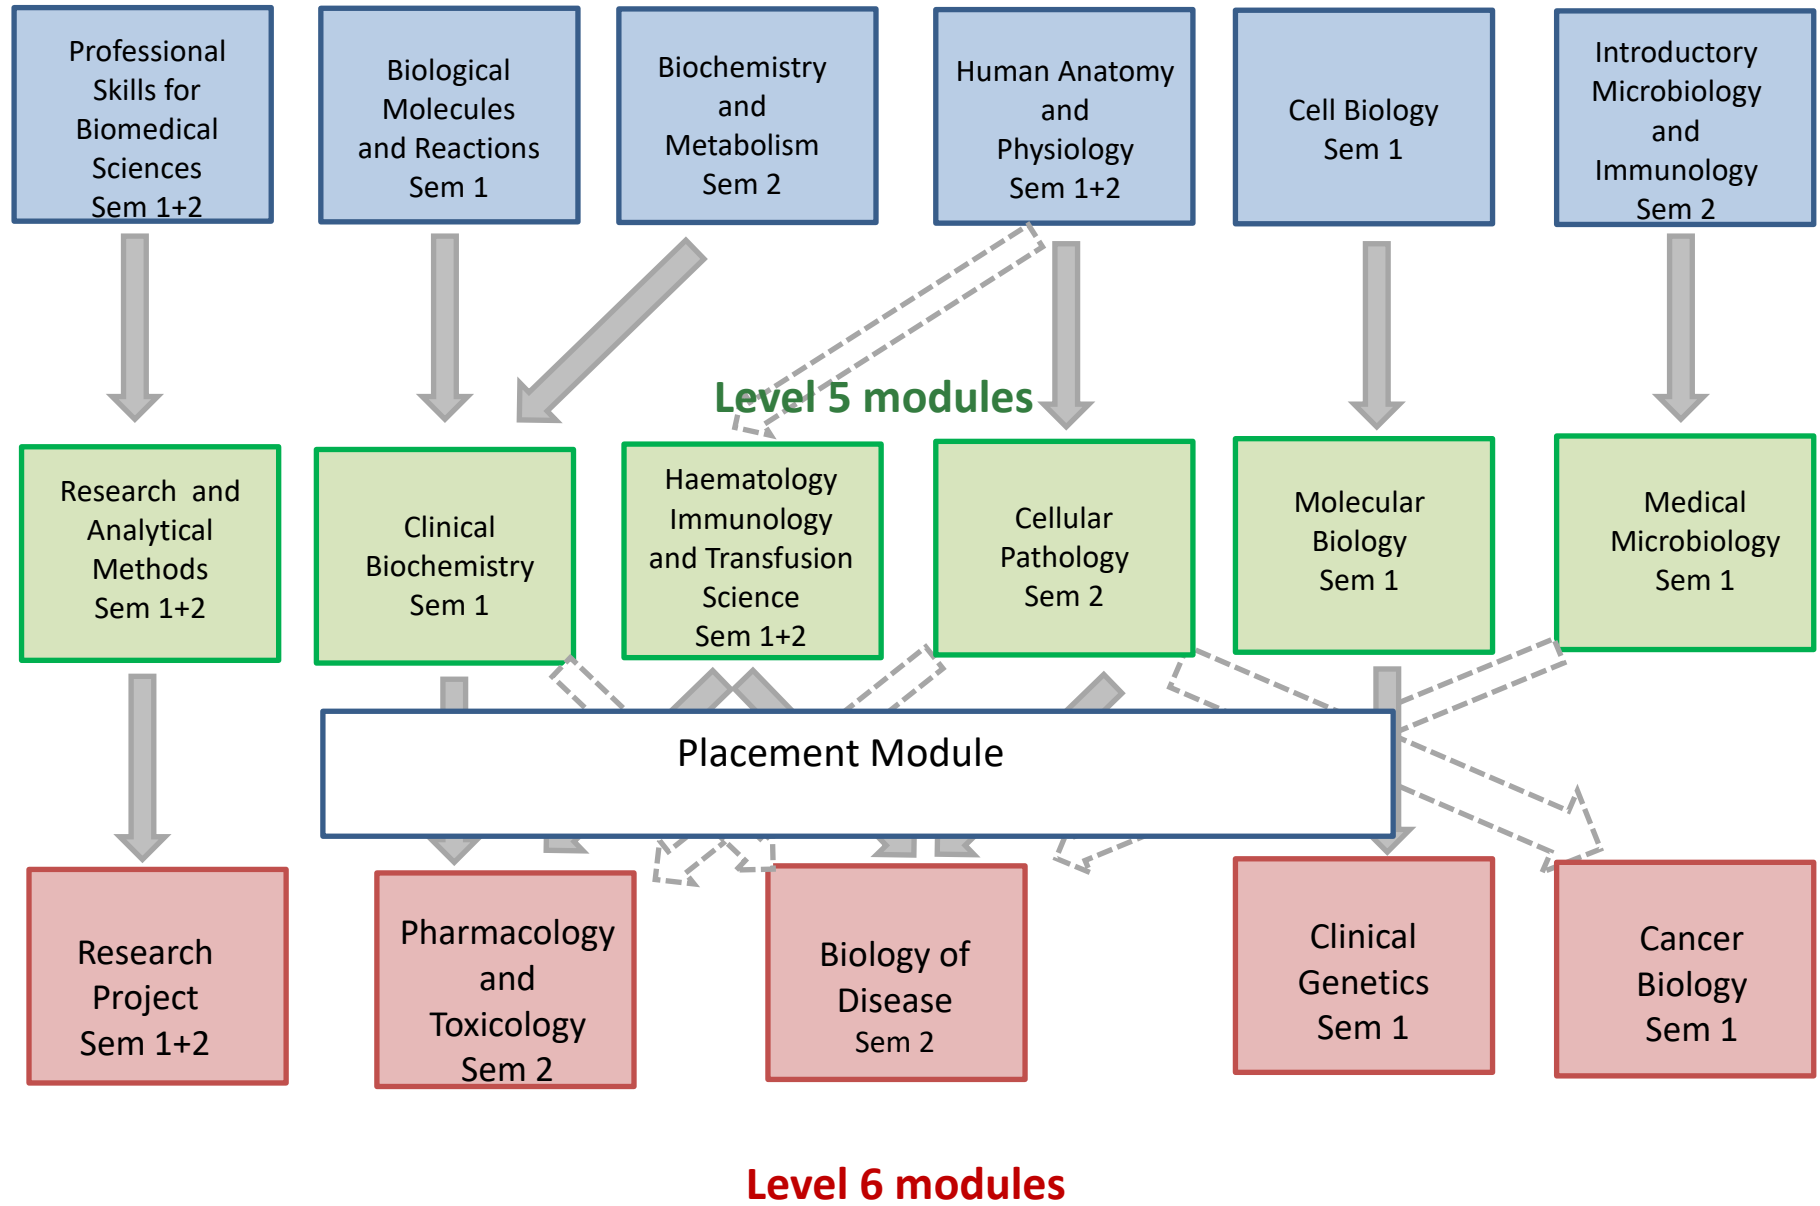 Professional
Skills for
Biomedical
Sciences
Sem 1+2
Biological
Molecules
and Reactions
Sem 1
Biochemistry
and
Metabolism
Sem 2
Human Anatomy
and
Physiology
Sem 1+2
Cell Biology
Sem 1
Introductory
Microbiology
and
Immunology
Sem 2
Level 5 modules
Research and
Analytical
Methods
Sem 1+2
Clinical
Biochemistry
Sem 1
Haematology
Immunology
and Transfusion
Science
Sem 1+2
Cellular
Pathology
Sem 2
Molecular
Biology
Sem 1
Medical
Microbiology
Sem 1
Placement Module
Research
Project
Sem 1+2
Pharmacology
and
Toxicology
Sem 2
Biology of
Disease
Sem 2
Clinical
Genetics
Sem 1
Cancer
Biology
Sem 1
Level 6 modules